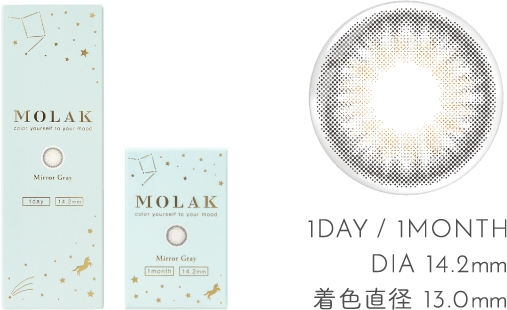 MOLAK
color yourself to your mood
Mirror Gray
1day 14.2mm
MOLAK
color yourself to your mood
Mirror Gray
1month 14.2mm
1DAY / 1MONTH
DIA 14.2mm
着色直径 13.0mm